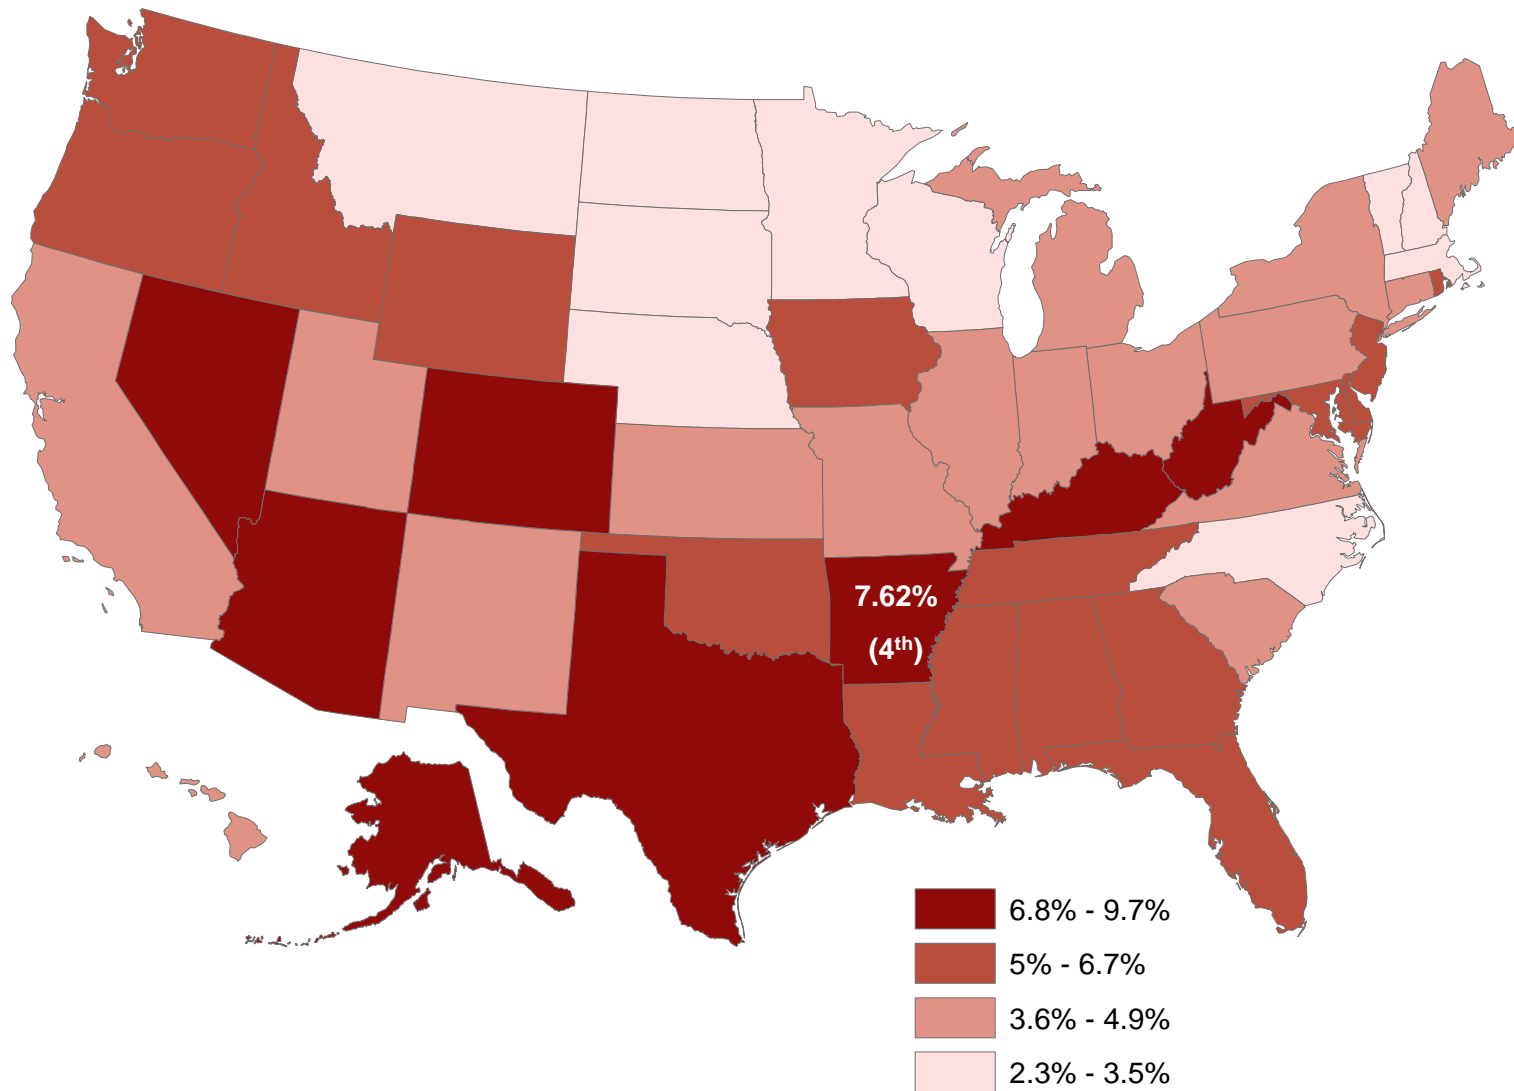 7.62%
(4th)
6.8% - 9.7%
5% - 6.7%
3.6% - 4.9%
2.3% - 3.5%